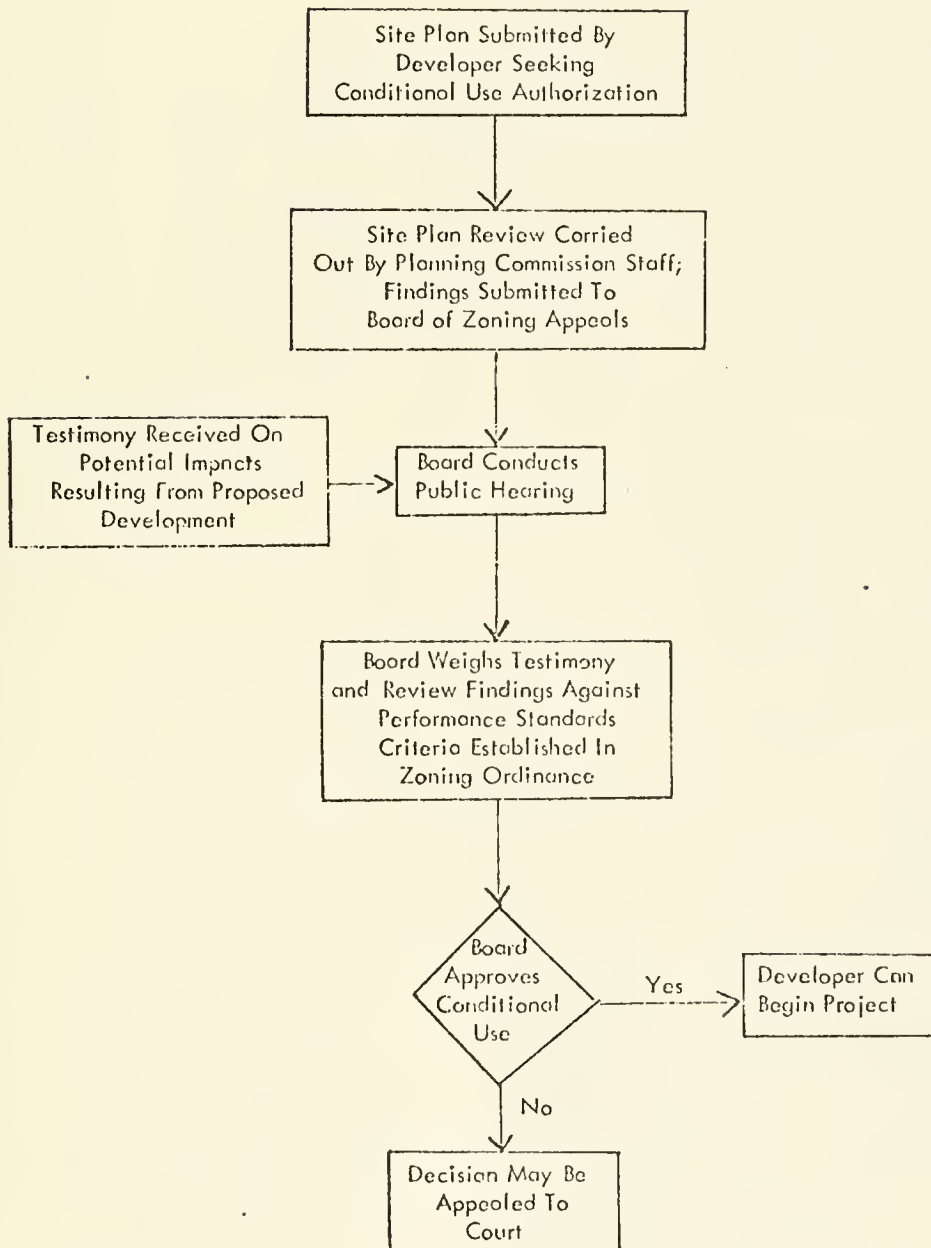 Site Plan Submitted By
Developer Seeking
Conditional Use Authorization
Site Plan Review Carried
Out By Planning Commission Staff;
Findings Submitted To
Board of Zoning Appeals
Testimony Received On
Potential Impacts
Resulting From Proposed
Development
Board Conducts
Public Hearing
Board Weighs Testimony
and Review Findings Against
Performance Standards
Criteria Established In
Zoning Ordinance
Board
Approves
Conditional
Use
Yes
Developer Can
Begin Project
No
Decision May Be
Appealed To
Court